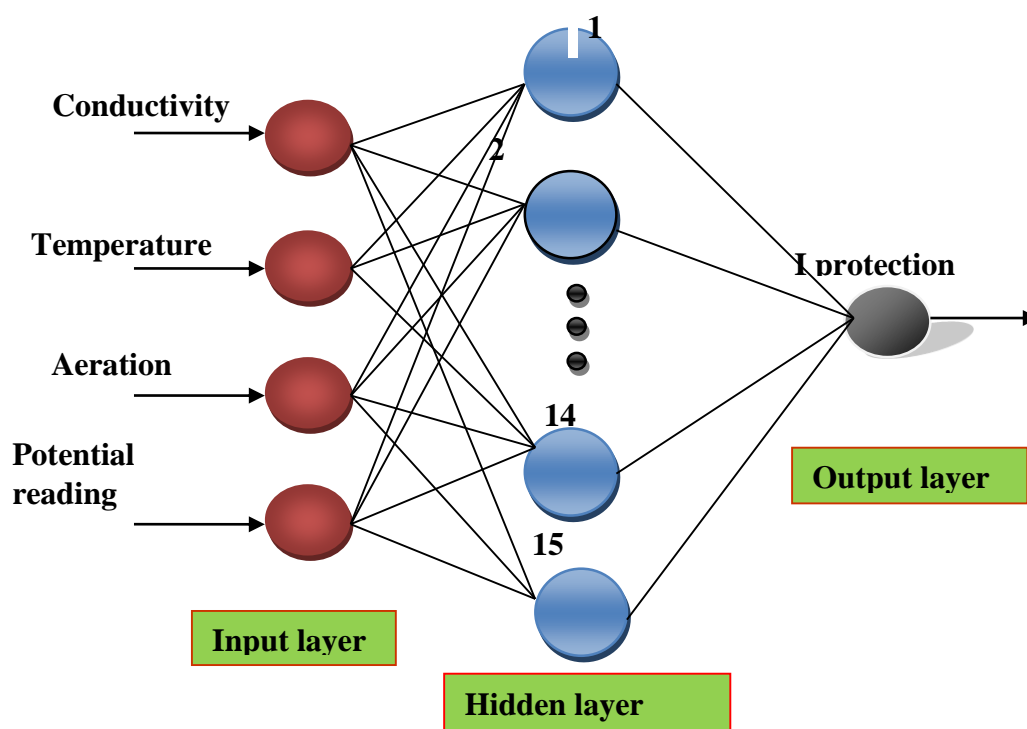 1
Conductivity
2
Temperature
I protection
Aeration
14
Potential
reading
Output layer
15
Input layer
Hidden layer